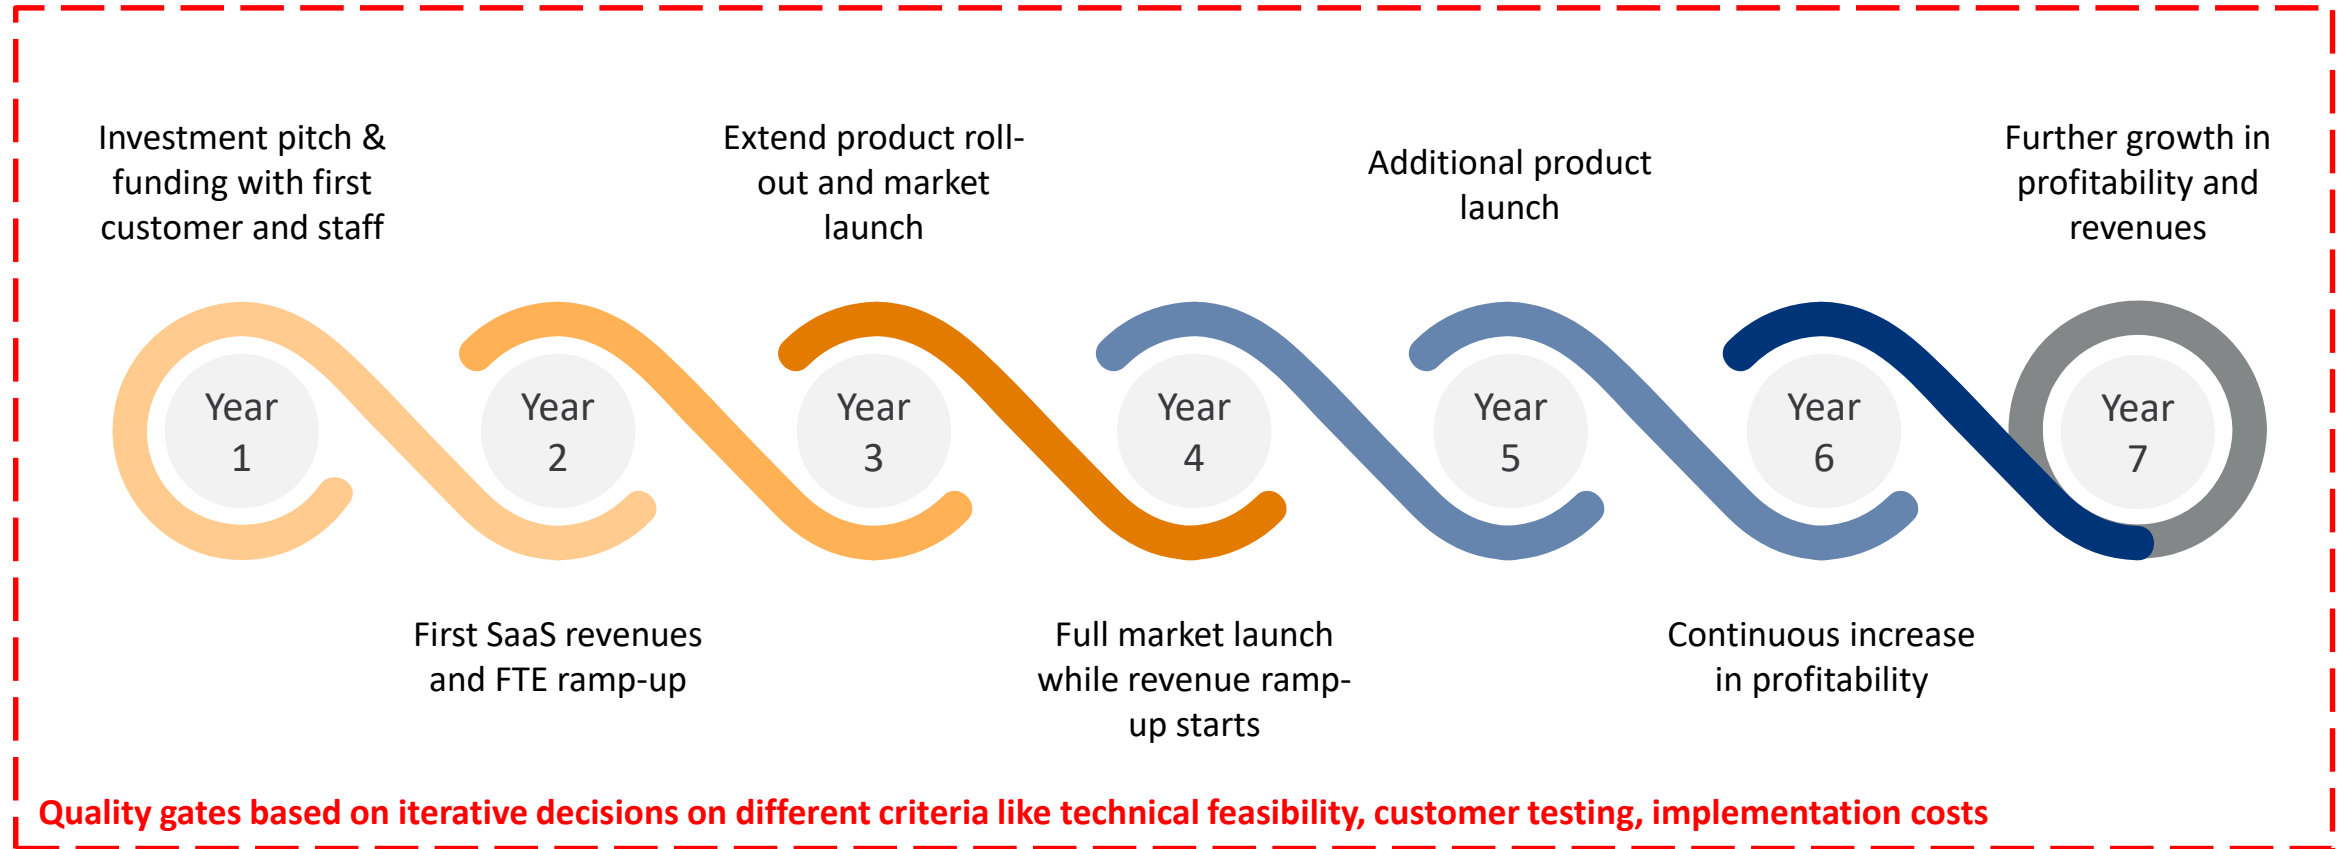 Investment pitch &
funding with first
customer and staff
Extend product roll-
out and market
launch
Additional product
launch
Further growth in
profitability and
revenues
Year
1
Year
2
Year
3
Year
4
Year
5
Year
6
Year
7
First SaaS revenues
and FTE ramp-up
Full market launch
while revenue ramp-
up starts
Continuous increase
in profitability
Quality gates based on iterative decisions on different criteria like technical feasibility, customer testing, implementation costs